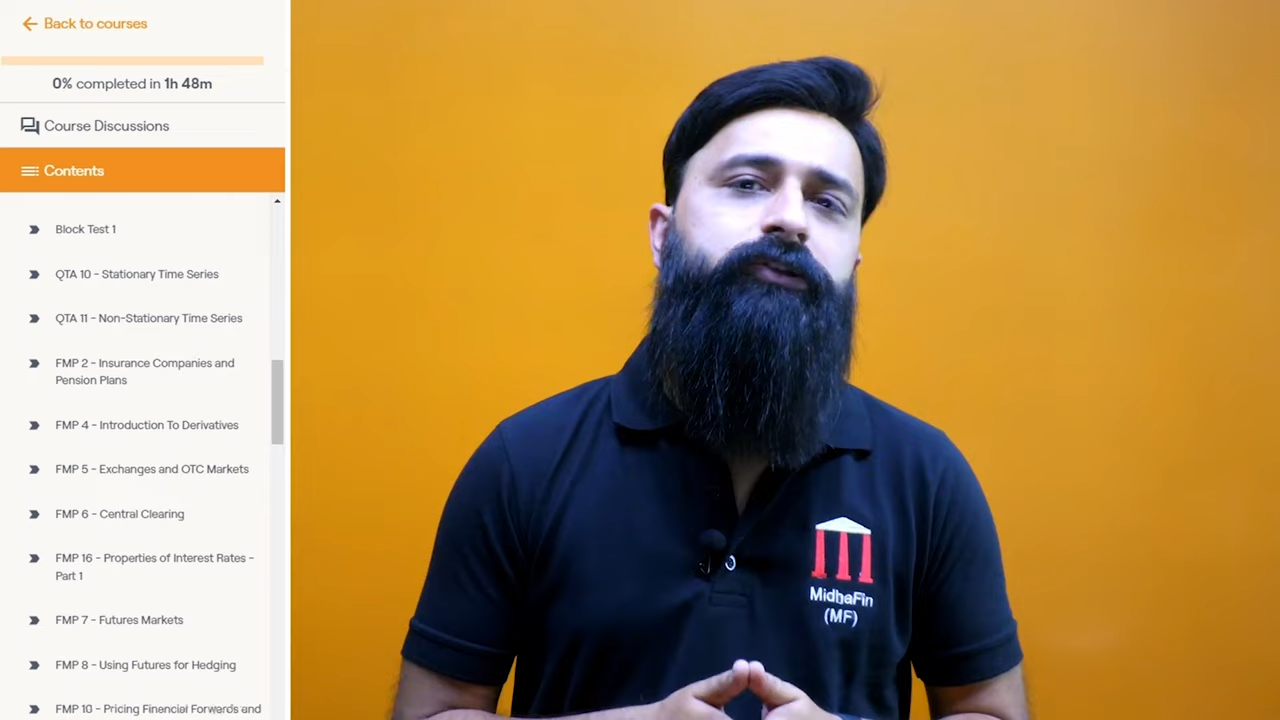 Back to courses
0% completed in 1h 48m
Course Discussions
Contents
Block Test 1
QTA 10 - Stationary Time Series
QTA 11 - Non-Stationary Time Series
FMP 2 - Insurance Companies and
Pension Plans
FMP 4 - Introduction To Derivatives
FMP 5 - Exchanges and OTC Markets
FMP 6 - Central Clearing
FMP 16 - Properties of Interest Rates -
Part 1
FMP 7 - Futures Markets
FMP 8 - Using Futures for Hedging
FMP 10 - Pricing Financial Forwards and
MidhaFin
(MF)